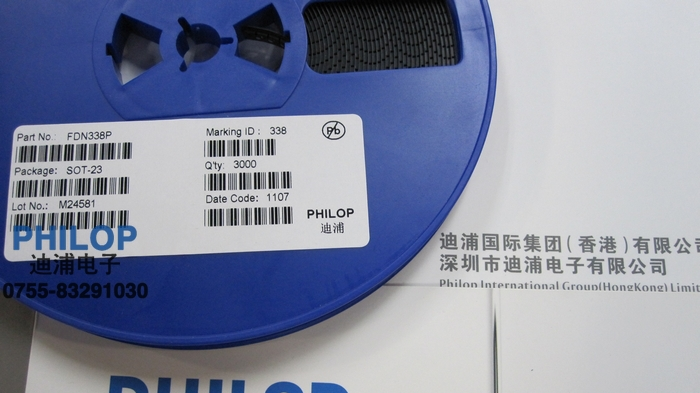 Part No.: FDN338P
Marking ID: 338
Pb
Package: SOT-23
Q'ty: 3000
Lot No.: M24581
Date Code: 1107
PHILOP
迪浦
PHILOP
迪浦电子
0755-83291030
迪浦国际集团(香港)有限公
深圳市迪浦电子有限公司
Philop International Group(HongKong) Limit
PHILOP